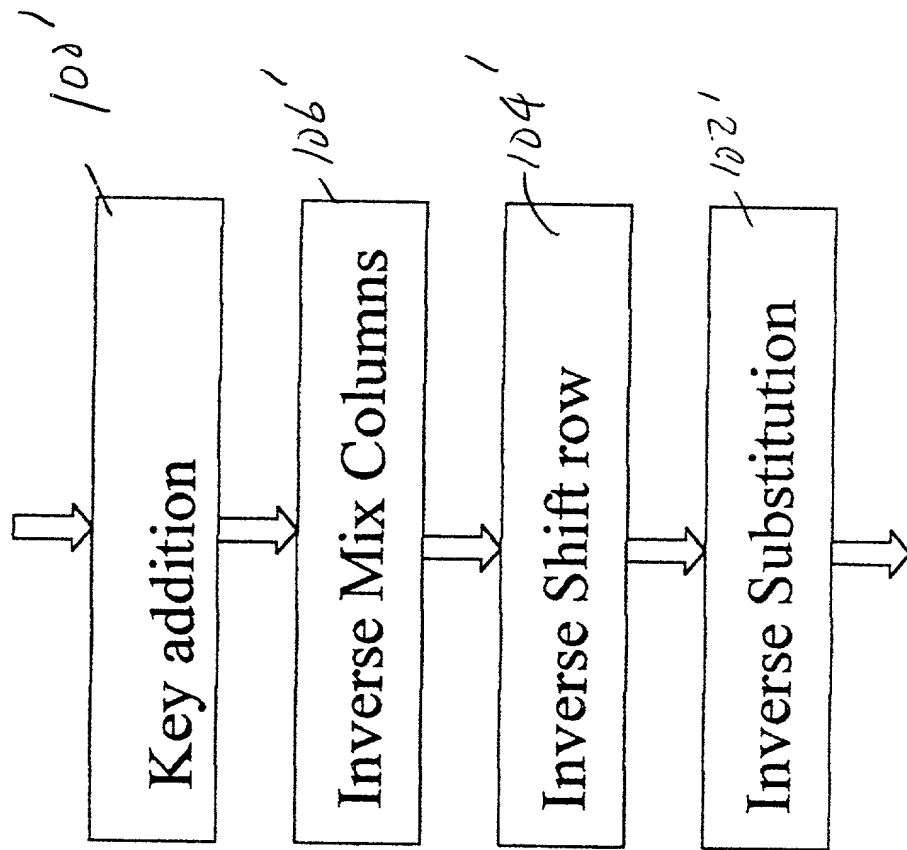 100'
Key addition
106'
Inverse Mix Columns
104'
Inverse Shift row
102'
Inverse Substitution